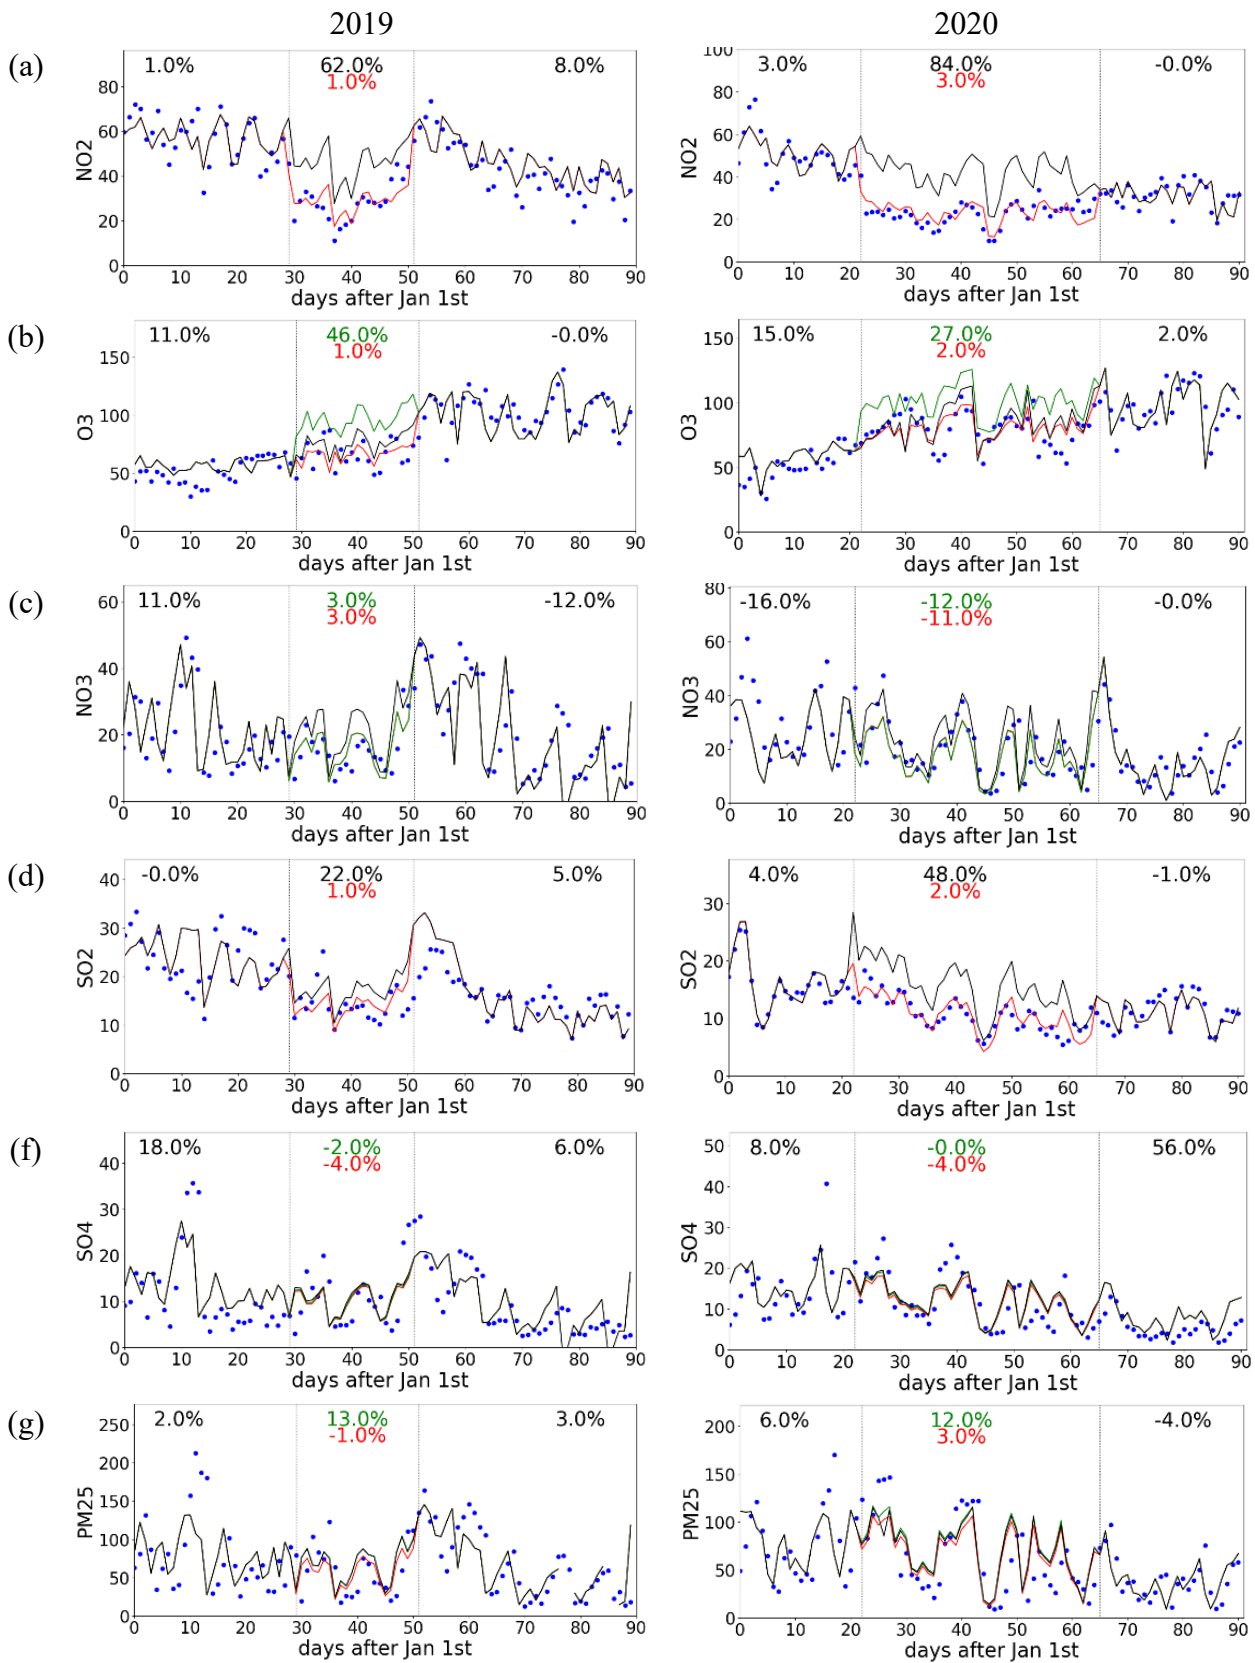 2019 2020
(a)
1.0% 62.0% 8.0%
1.0%
80
60
40
20
0
NO2
0 10 20 30 40 50 60 70 80 90
days after Jan 1st
3.0% 84.0% -0.0%
3.0%
100
80
60
40
20
0
NO2
0 10 20 30 40 50 60 70 80 90
days after Jan 1st
(b)
11.0% 46.0% -0.0%
1.0%
150
100
50
0
O3
0 10 20 30 40 50 60 70 80 90
days after Jan 1st
15.0% 27.0% 2.0%
2.0%
150
100
50
0
O3
0 10 20 30 40 50 60 70 80 90
days after Jan 1st
(c)
11.0% 3.0% -12.0%
3.0%
60
40
20
0
NO3
0 10 20 30 40 50 60 70 80 90
days after Jan 1st
-16.0% -12.0% -0.0%
-11.0%
80
60
40
20
0
NO3
0 10 20 30 40 50 60 70 80 90
days after Jan 1st
(d)
-0.0% 22.0% 5.0%
1.0%
40
30
20
10
0
SO2
0 10 20 30 40 50 60 70 80 90
days after Jan 1st
4.0% 48.0% -1.0%
2.0%
30
20
10
0
SO2
0 10 20 30 40 50 60 70 80 90
days after Jan 1st
(f)
18.0% -2.0% 6.0%
-4.0%
40
30
20
10
0
SO4
0 10 20 30 40 50 60 70 80 90
days after Jan 1st
8.0% -0.0% 56.0%
-4.0%
50
40
30
20
10
0
SO4
0 10 20 30 40 50 60 70 80 90
days after Jan 1st
(g)
2.0% 13.0% 3.0%
-1.0%
250
200
150
100
50
0
PM25
0 10 20 30 40 50 60 70 80 90
days after Jan 1st
6.0% 12.0% -4.0%
3.0%
200
150
100
50
0
PM25
0 10 20 30 40 50 60 70 80 90
days after Jan 1st